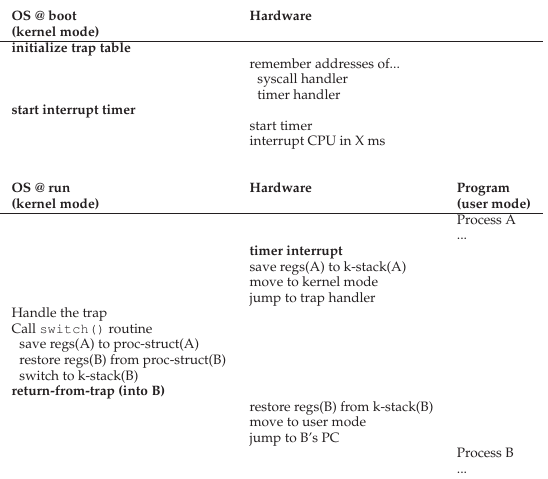 OS @ boot Hardware
(kernel mode)
initialize trap table
remember addresses of...
syscall handler
timer handler
start interrupt timer
start timer
interrupt CPU in X ms
OS @ run Hardware Program
(kernel mode) (user mode)
Process A
...
timer interrupt
save regs(A) to k-stack(A)
move to kernel mode
jump to trap handler
Handle the trap
Call switch() routine
save regs(A) to proc-struct(A)
restore regs(B) from proc-struct(B)
switch to k-stack(B)
return-from-trap (into B)
restore regs(B) from k-stack(B)
move to user mode
jump to B's PC
Process B
...